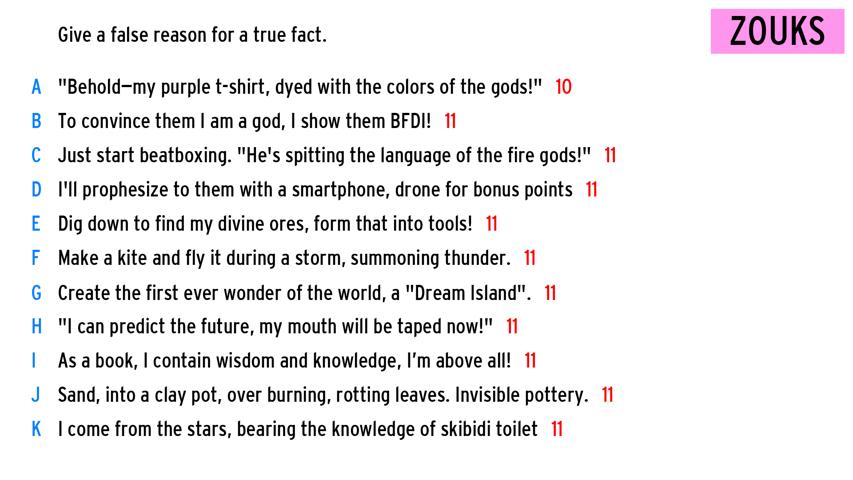 Give a false reason for a true fact.
ZOUKS
A "Behold—my purple t-shirt, dyed with the colors of the gods!" 10
B To convince them I am a god, I show them BFDI! 11
C Just start beatboxing. "He's spitting the language of the fire gods!" 11
D I'll prophesize to them with a smartphone, drone for bonus points 11
E Dig down to find my divine ores, form that into tools! 11
F Make a kite and fly it during a storm, summoning thunder. 11
G Create the first ever wonder of the world, a "Dream Island". 11
H "I can predict the future, my mouth will be taped now!" 11
I As a book, I contain wisdom and knowledge, I'm above all! 11
J Sand, into a clay pot, over burning, rotting leaves. Invisible pottery. 11
K I come from the stars, bearing the knowledge of skibidi toilet 11